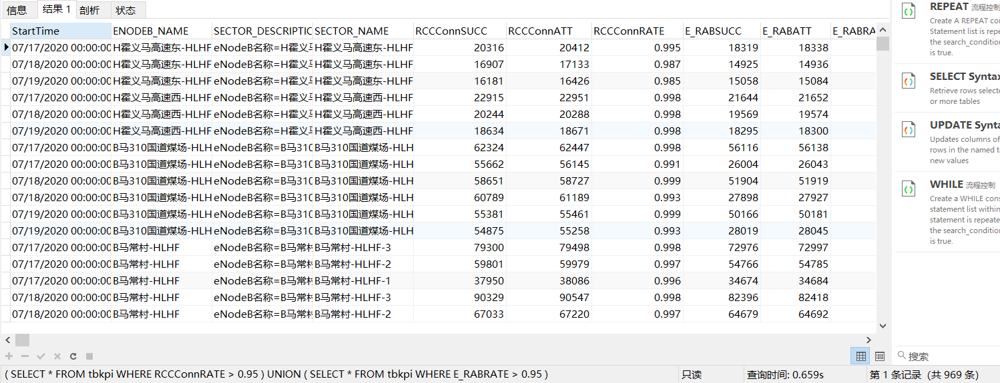 信息 结果 1 剖析 状态
StartTime ENODEB_NAME SECTOR_DESCRIPTIO SECTOR_NAME RCCConnSUCC RCCConnATT RCCConnRATE E_RABSUCC E_RABATT E_RABRA
07/17/2020 00:00:00 H霍义马高速东-HLHF eNodeB名称=H霍义马 H霍义马高速东-HLHF 20316 20412 0.995 18319 18338
07/18/2020 00:00:00 H霍义马高速东-HLHF eNodeB名称=H霍义马 H霍义马高速东-HLHF 16907 17133 0.987 14925 14936
07/19/2020 00:00:00 H霍义马高速东-HLHF eNodeB名称=H霍义马 H霍义马高速东-HLHF 16181 16426 0.985 15058 15084
07/17/2020 00:00:00 H霍义马高速西-HLHF eNodeB名称=H霍义马 H霍义马高速西-HLHF 22915 22951 0.998 21644 21652
07/18/2020 00:00:00 H霍义马高速西-HLHF eNodeB名称=H霍义马 H霍义马高速西-HLHF 20244 20288 0.998 19569 19574
07/19/2020 00:00:00 H霍义马高速西-HLHF eNodeB名称=H霍义马 H霍义马高速西-HLHF 18634 18671 0.998 18295 18300
07/17/2020 00:00:00 B马310国道煤场-HLH eNodeB名称=B马310 B马310国道煤场-HLH 62324 62447 0.998 56116 56138
07/17/2020 00:00:00 B马310国道煤场-HLH eNodeB名称=B马310 B马310国道煤场-HLH 55662 56145 0.991 26004 26043
07/18/2020 00:00:00 B马310国道煤场-HLH eNodeB名称=B马310 B马310国道煤场-HLH 58651 58727 0.999 51904 51919
07/18/2020 00:00:00 B马310国道煤场-HLH eNodeB名称=B马310 B马310国道煤场-HLH 60789 61189 0.993 27898 27927
07/19/2020 00:00:00 B马310国道煤场-HLH eNodeB名称=B马310 B马310国道煤场-HLH 55381 55461 0.999 50166 50181
07/19/2020 00:00:00 B马310国道煤场-HLH eNodeB名称=B马310 B马310国道煤场-HLH 54875 55258 0.993 28019 28045
07/17/2020 00:00:00 B马常村-HLHF eNodeB名称=B马常村 B马常村-HLHF-3 79300 79498 0.998 72976 72997
07/17/2020 00:00:00 B马常村-HLHF eNodeB名称=B马常村 B马常村-HLHF-2 59801 59979 0.997 54766 54785
07/17/2020 00:00:00 B马常村-HLHF eNodeB名称=B马常村 B马常村-HLHF-1 37950 38086 0.996 34674 34684
07/18/2020 00:00:00 B马常村-HLHF eNodeB名称=B马常村 B马常村-HLHF-3 90329 90547 0.998 82396 82418
07/18/2020 00:00:00 B马常村-HLHF eNodeB名称=B马常村 B马常村-HLHF-2 67033 67220 0.997 64679 64692
( SELECT * FROM tbkpi WHERE RCCConnRATE > 0.95 ) UNION ( SELECT * FROM tbkpi WHERE E_RABRATE > 0.95 ) 只读 查询时间: 0.659s 第 1 条记录 (共 969 条)
REPEAT 流程控制
Create A REPEAT co
Statement list is repe
the search_condition
is true.
SELECT Syntax
Retrieve rows selecte
or more tables
UPDATE Synta
Updates columns of
rows in the named ta
new values
WHILE 流程控制
Create a WHILE cons
statement list within
statement is repeate
the search_condition
is true.
搜索